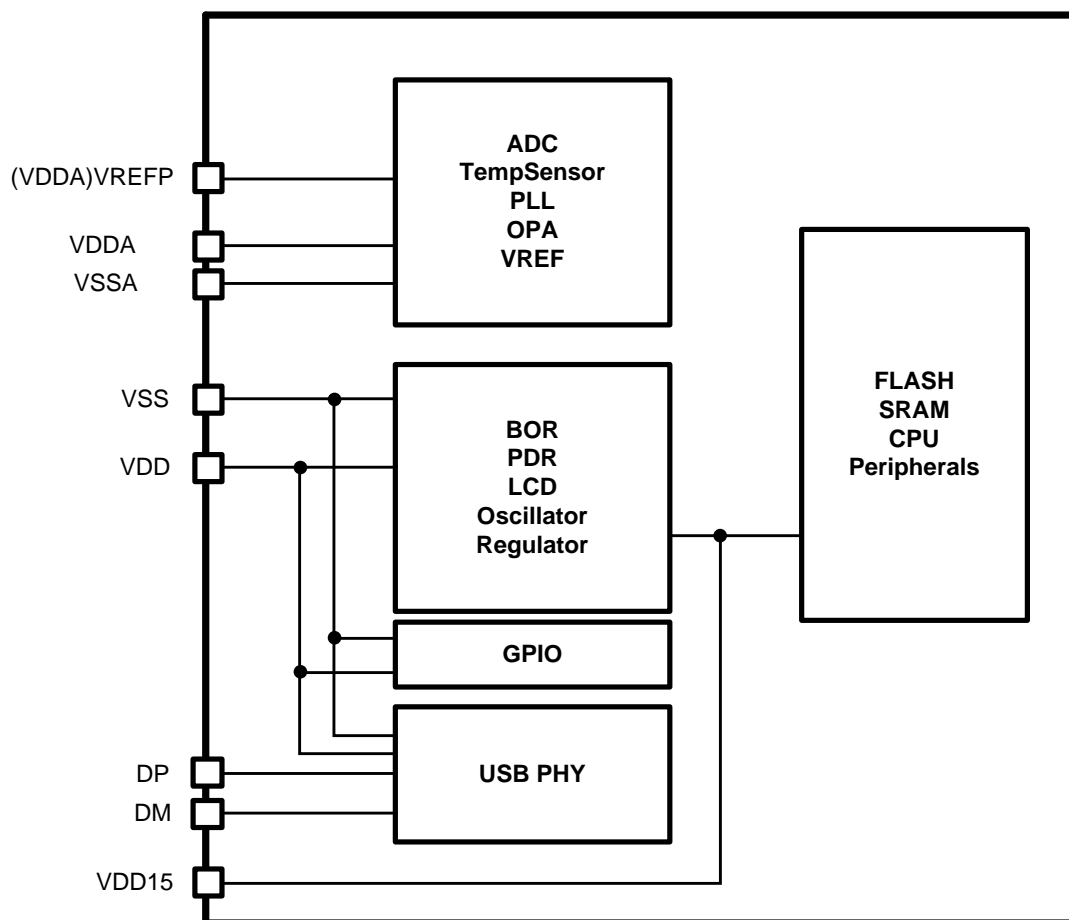 (VDDA)VREFP
VDDA
VSSA
VSS
VDD
DP
DM
VDD15
ADC
TempSensor
PLL
OPA
VREF
BOR
PDR
LCD
Oscillator
Regulator
GPIO
USB PHY
FLASH
SRAM
CPU
Peripherals